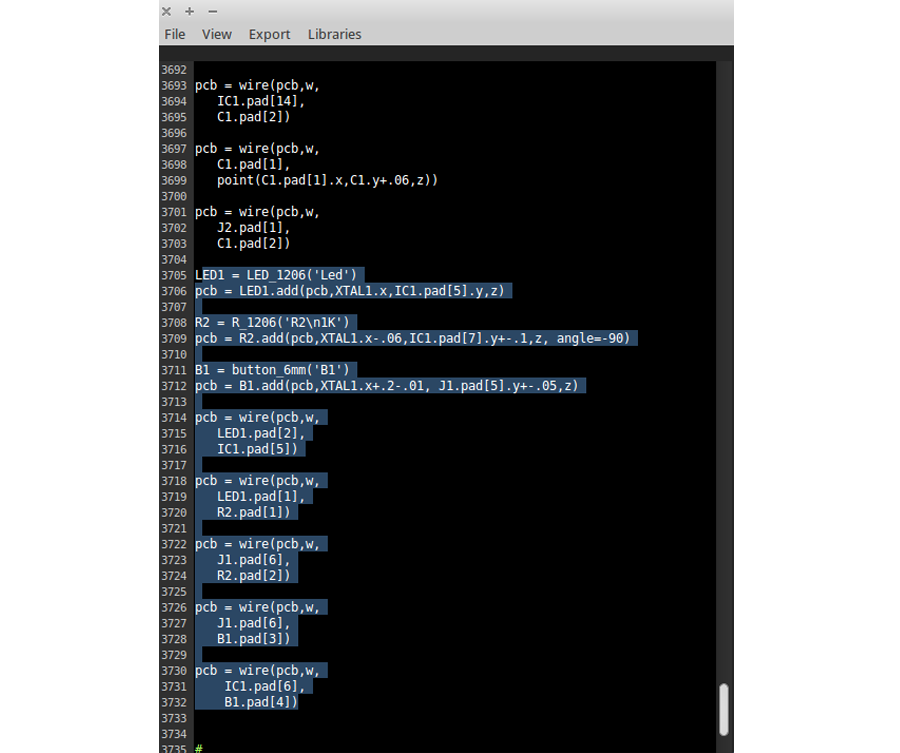 File View Export Libraries
3692
3693 pcb = wire(pcb,w,
3694    IC1.pad[14],
3695    C1.pad[2])
3696
3697 pcb = wire(pcb,w,
3698    C1.pad[1],
3699    point(C1.pad[1].x,C1.y+.06,z))
3700
3701 pcb = wire(pcb,w,
3702    J2.pad[1],
3703    C1.pad[2])
3704
3705 LED1 = LED_1206('Led')
3706 pcb = LED1.add(pcb,XTAL1.x,IC1.pad[5].y,z)
3707
3708 R2 = R_1206('R2\n1K')
3709 pcb = R2.add(pcb,XTAL1.x-.06,IC1.pad[7].y+-.1,z, angle=-90)
3710
3711 B1 = button_6mm('B1')
3712 pcb = B1.add(pcb,XTAL1.x+.2-.01, J1.pad[5].y+-.05,z)
3713
3714 pcb = wire(pcb,w,
3715    LED1.pad[2],
3716    IC1.pad[5])
3717
3718 pcb = wire(pcb,w,
3719    LED1.pad[1],
3720    R2.pad[1])
3721
3722 pcb = wire(pcb,w,
3723    J1.pad[6],
3724    R2.pad[2])
3725
3726 pcb = wire(pcb,w,
3727    J1.pad[6],
3728    B1.pad[3])
3729
3730 pcb = wire(pcb,w,
3731     IC1.pad[6],
3732     B1.pad[4])
3733
3734
3735 #